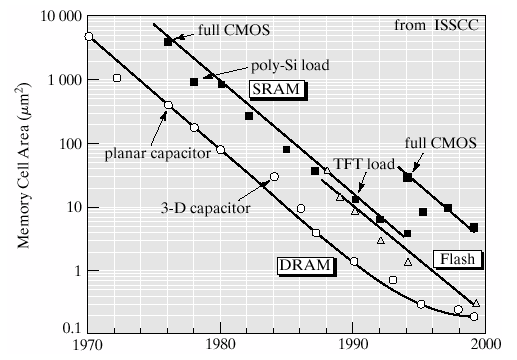 10 000
from ISSCC
full CMOS
1 000
poly-Si load
SRAM
Memory Cell Area (μm²)
100
planar capacitor
full CMOS
TFT load
10
3-D capacitor
DRAM
Flash
1
0.1
1970
1980
1990
2000